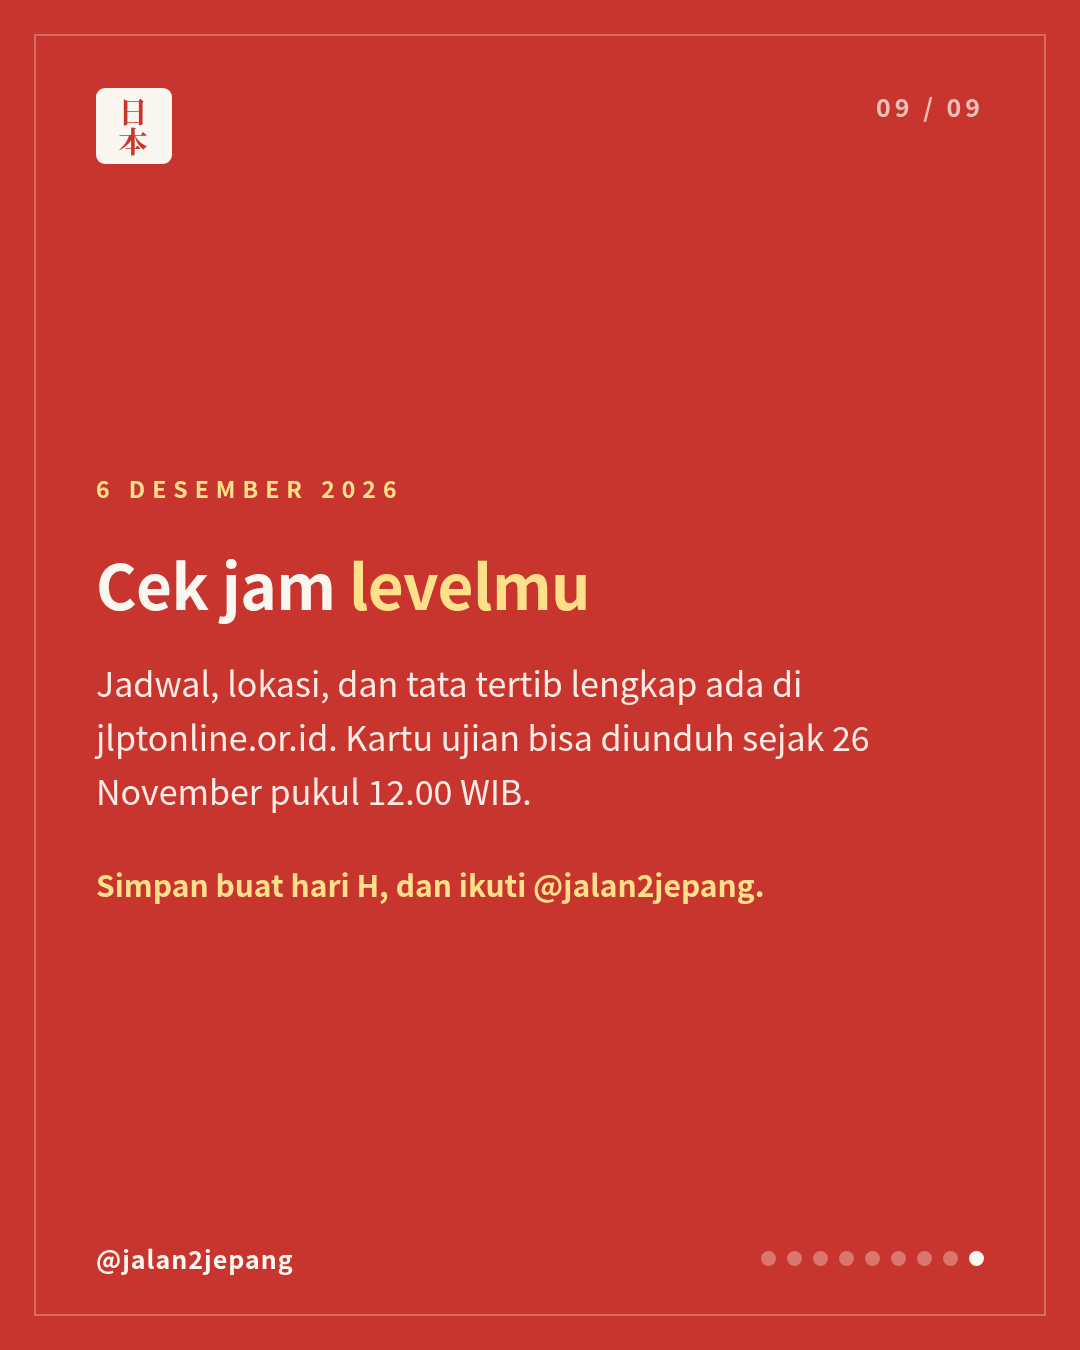 日本
09 / 09
6 DESEMBER 2026
Cek jam levelmu
Jadwal, lokasi, dan tata tertib lengkap ada di
jlptonline.or.id. Kartu ujian bisa diunduh sejak 26
November pukul 12.00 WIB.
Simpan buat hari H, dan ikuti @jalan2jepang.
@jalan2jepang